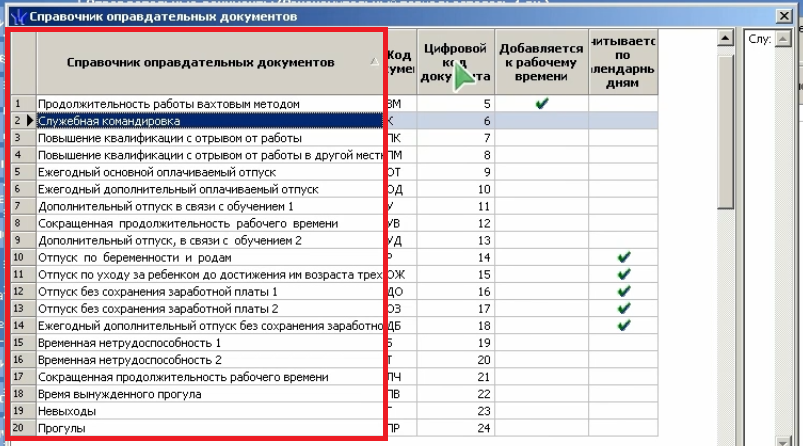 Справочник оправдательных документов
Слу:
Справочник оправдательных документов
Код
Цифровой
код
документа
Добавляется
к рабочему
времени
по
дням
1 Продолжительность работы вахтовым методом ВМ 5
2 Служебная командировка К 6
3 Повышение квалификации с отрывом от работы ПК 7
4 Повышение квалификации с отрывом от работы в другой мест ПМ 8
5 Ежегодный основной оплачиваемый отпуск ОТ 9
6 Ежегодный дополнительный оплачиваемый отпуск ОД 10
7 Дополнительный отпуск в связи с обучением 1 У 11
8 Сокращенная продолжительность рабочего времени УВ 12
9 Дополнительный отпуск, в связи с обучением 2 УД 13
10 Отпуск по беременности и родам Р 14
11 Отпуск по уходу за ребенком до достижения им возраста трех ОЖ 15
12 Отпуск без сохранения заработной платы 1 ДО 16
13 Отпуск без сохранения заработной платы 2 ОЗ 17
14 Ежегодный дополнительный отпуск без сохранения заработно ДБ 18
15 Временная нетрудоспособность 1 Б 19
16 Временная нетрудоспособность 2 Т 20
17 Сокращенная продолжительность рабочего времени ЛЧ 21
18 Время вынужденного прогула ПВ 22
19 Невыходы 23
20 Прогулы ПР 24